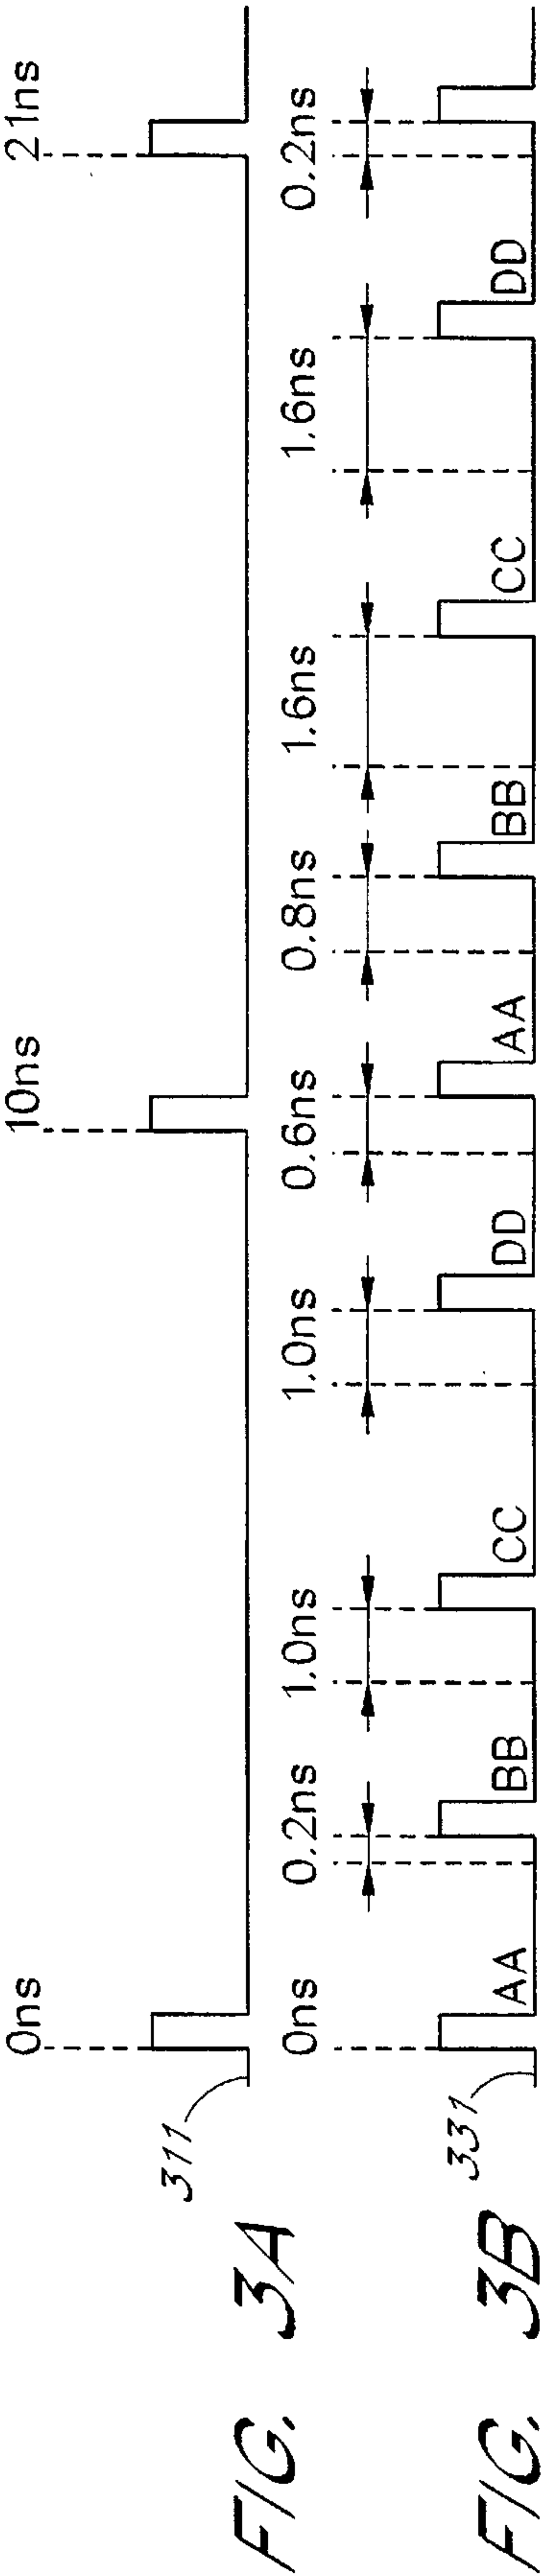 0ns 10ns 21ns
311
FIG. 3A
0ns 0.2ns 1.0ns 1.0ns 0.6ns 0.8ns 1.6ns 1.6ns 0.2ns
AA BB CC DD AA BB CC DD
331
FIG. 3B